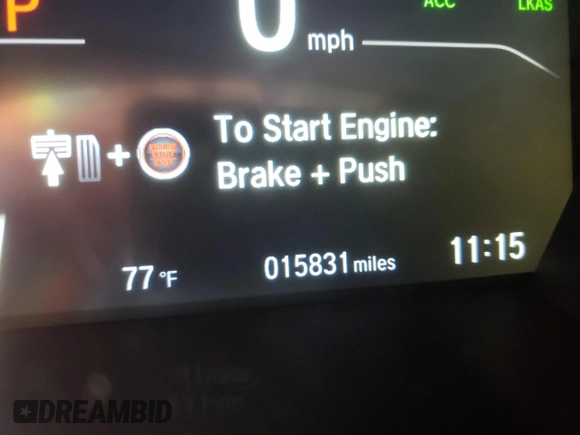 P
0 mph
ACC
LKAS
To Start Engine:
Brake + Push
+
77 °F
015831 miles
11:15
DREAMBID